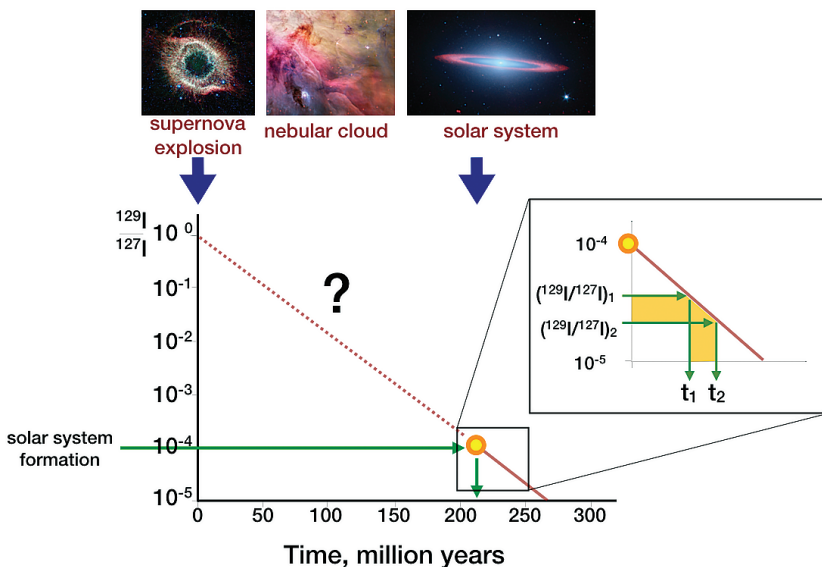 supernova
explosion
nebular cloud
solar system
129I
127I
10 0
10-1
10-2
10-3
10-4
10-5
?
solar system
formation
0 50 100 150 200 250 300
Time, million years
10-4
(129I/127I)1
(129I/127I)2
10-5
t1 t2